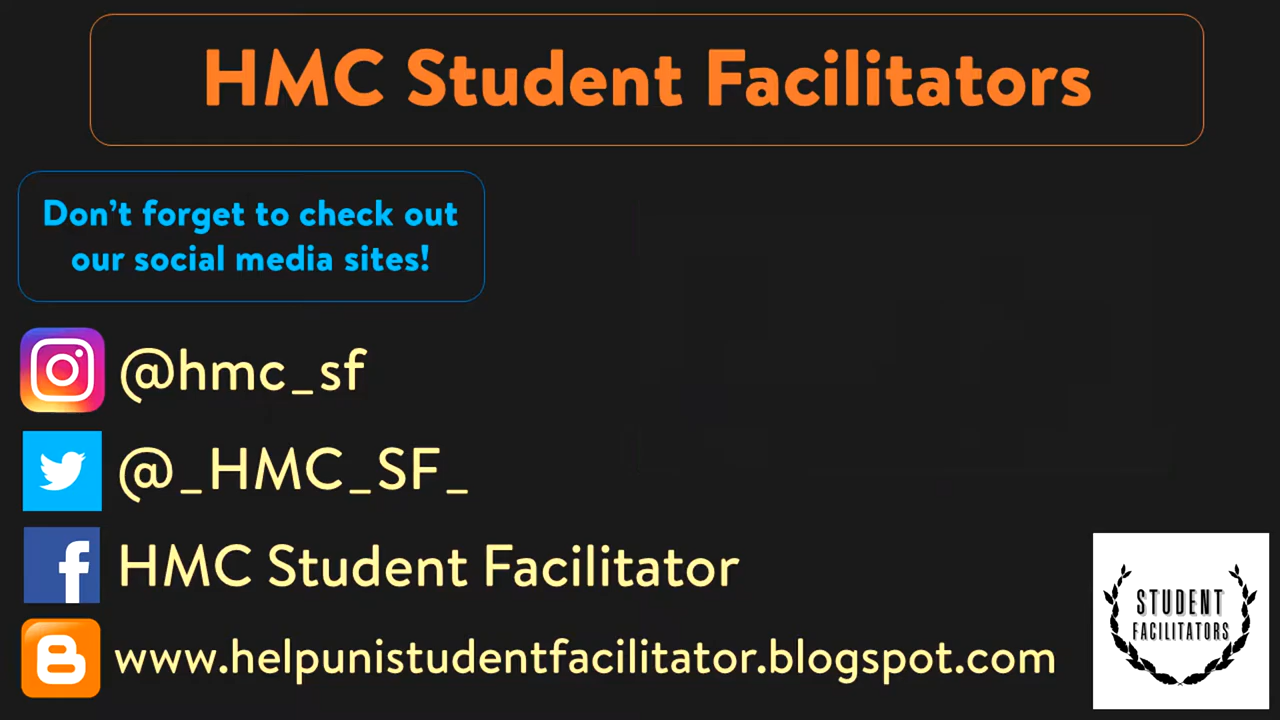 HMC Student Facilitators
Don't forget to check out
our social media sites!
@hmc_sf
@_HMC_SF_
HMC Student Facilitator
www.helpunistudentfacilitator.blogspot.com
STUDENT
FACILITATORS